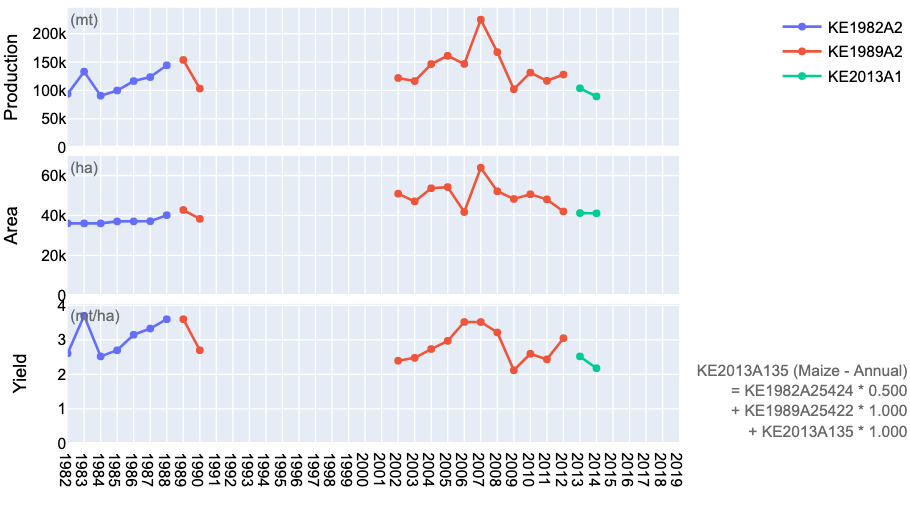 (mt)
Production
200k
150k
100k
50k
0
KE1982A2
KE1989A2
KE2013A1
(ha)
Area
60k
40k
20k
0
(mt/ha)
Yield
4
3
2
1
0
1982
1983
1984
1985
1986
1987
1988
1989
1990
1991
1992
1993
1994
1995
1996
1997
1998
1999
2000
2001
2002
2003
2004
2005
2006
2007
2008
2009
2010
2011
2012
2013
2014
2015
2016
2017
2018
2019
KE2013A135 (Maize - Annual)
= KE1982A25424 * 0.500
+ KE1989A25422 * 1.000
+ KE2013A135 * 1.000